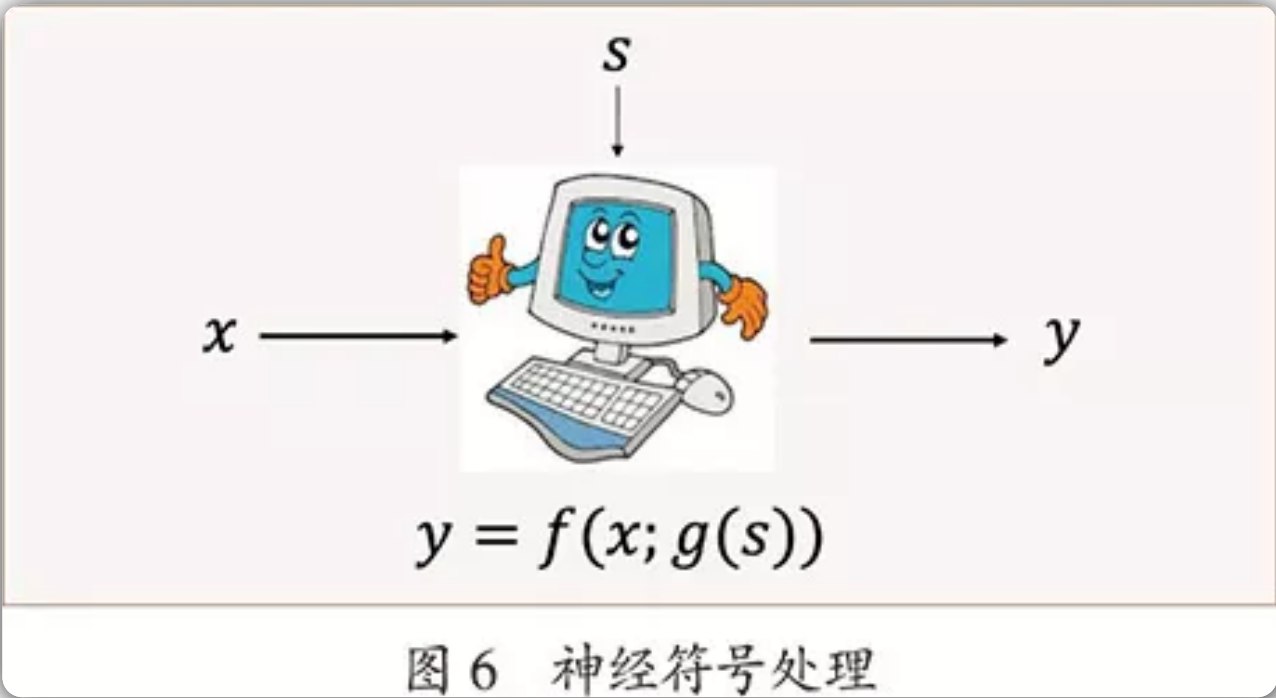 s
x
y
y = f(x; g(s))
图 6 神经符号处理